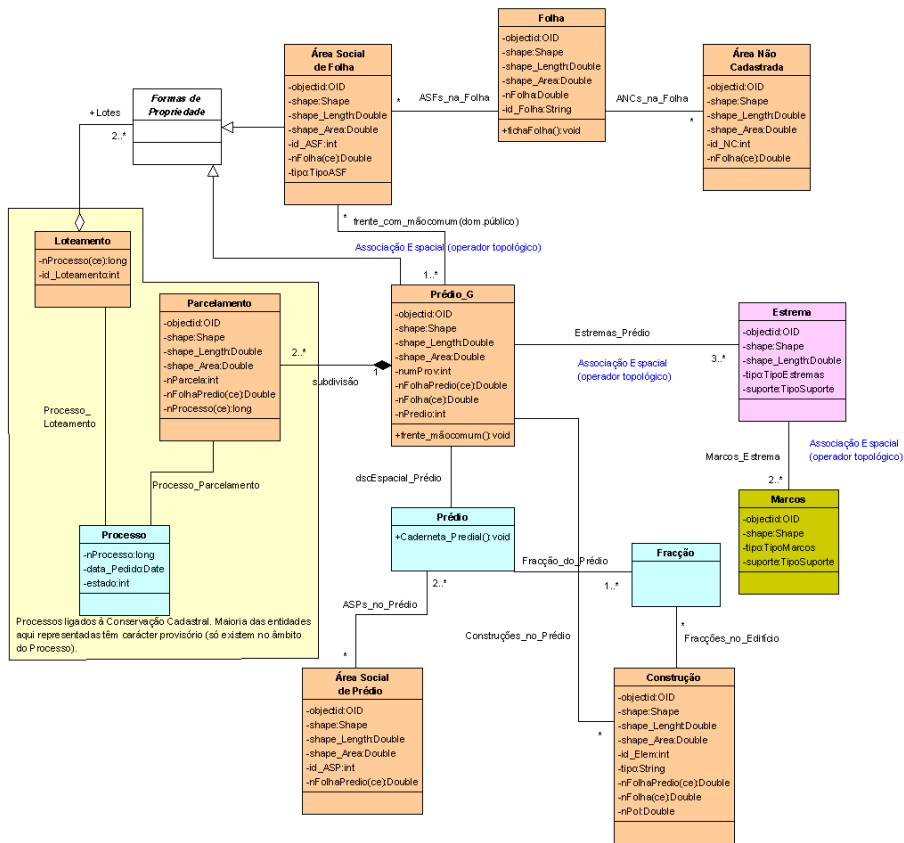 Folha
-objectid:OID
-shape:Shape
-shape_Length:Double
-shape_Area:Double
-nFolha:Double
-id_Folha:String
+fichaFolha():void
Área Social
de Folha
-objectid:OID
-shape:Shape
-shape_Length:Double
-shape_Area:Double
-id_ASF:int
-nFolha(ce):Double
-tipo:TipoASF
Área Não
Cadastrada
-objectid:OID
-shape:Shape
-shape_Length:Double
-shape_Area:Double
-id_NC:int
-nFolha(ce):Double
ASFs_na_Folha
*
ANCs_na_Folha
*
Formas de
Propriedade
+Lotes
2..*
*
frente_com_mãocomum(dom.público)
Associação Espacial (operador topológico)
1..*
Loteamento
-nProcesso(ce):long
-id_Loteamento:int
Parcelamento
-objectid:OID
-shape:Shape
-shape_Length:Double
-shape_Area:Double
-nParcela:int
-nFolhaPredio(ce):Double
-nProcesso(ce):long
2..*
subdivisão
1
Prédio_G
-objectid:OID
-shape:Shape
-shape_Length:Double
-shape_Area:Double
-numProv:int
-nFolhaPredio(ce):Double
-nFolha(ce):Double
-nPredio:int
+frente_mãocomum():void
Estremas_Prédio
3..*
Associação Espacial
(operador topológico)
Estrema
-objectid:OID
-shape:Shape
-shape_Length:Double
-tipo:TipoEstremas
-suporte:TipoSuporte
Processo_
Loteamento
Processo_Parcelamento
Marcos_Estrema
Associação Espacial
(operador topológico)
2..*
dscEspacial_Prédio
Marcos
-objectid:OID
-shape:Shape
-tipo:TipoMarcos
-suporte:TipoSuporte
Processo
-nProcesso:long
-data_Pedido:Date
-estado:int
Prédio
+Caderneta_Predial():void
Fracção_do_Prédio
1..*
Fracção
2..*
ASPs_no_Prédio
*
Processos ligados à Conservação Cadastral. Maioria das entidades
aqui representadas têm carácter provisório (só existem no âmbito
do Processo).
Construções_no_Prédio
*
*
Fracções_no_Edifício
Área Social
de Prédio
-objectid:OID
-shape:Shape
-shape_Length:Double
-shape_Area:Double
-id_ASP:int
-nFolhaPredio(ce):Double
Construção
-objectid:OID
-shape:Shape
-shape_Lenght:Double
-shape_Area:Double
-id_Elem:int
-tipo:String
-nFolhaPredio(ce):Double
-nFolha(ce):Double
-nPol:Double